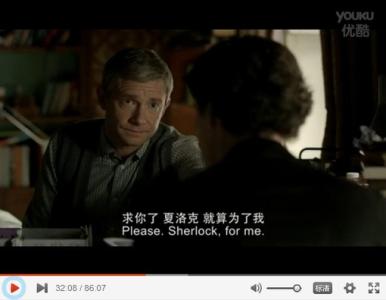 YOUKU
优酷
求你了 夏洛克 就算为了我
Please. Sherlock, for me.
32:08 / 86:07
标清